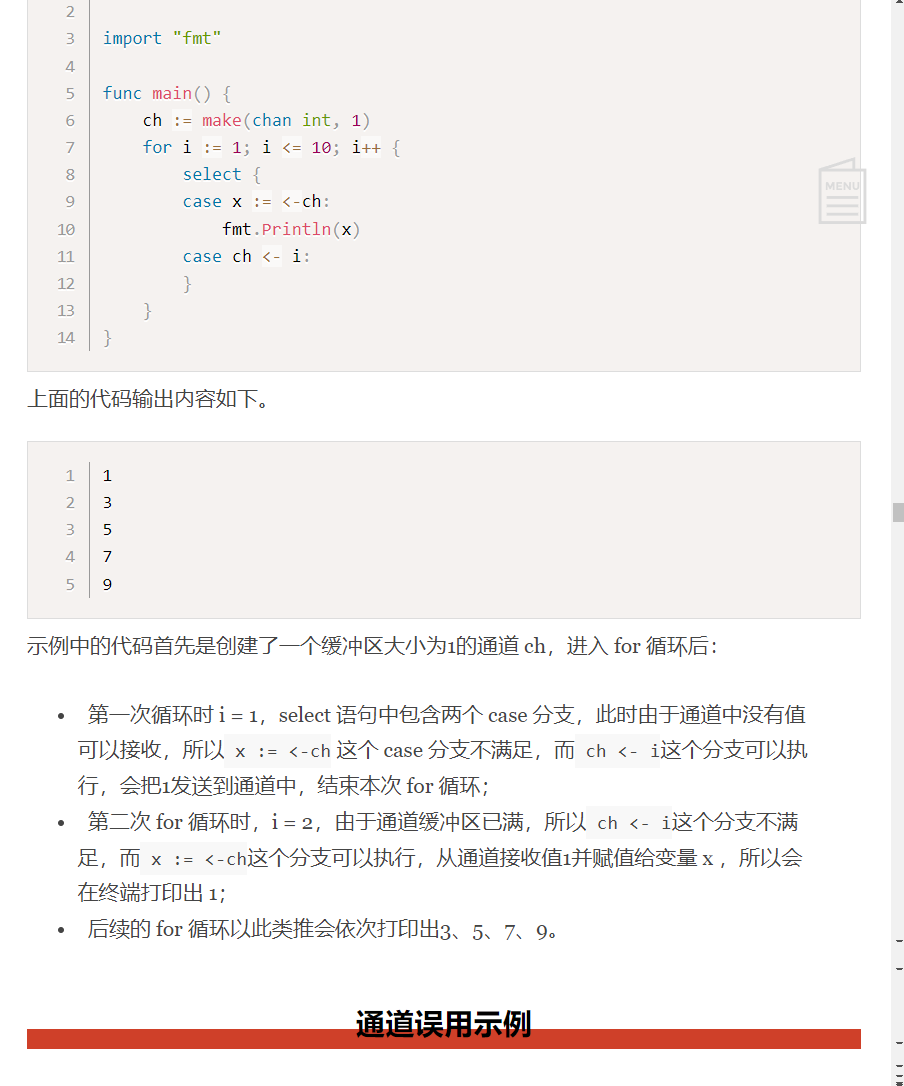 2
3 import "fmt"
4
5 func main() {
6 ch := make(chan int, 1)
7 for i := 1; i <= 10; i++ {
8 select {
9 case x := <-ch:
10 fmt.Println(x)
11 case ch <- i:
12 }
13 }
14 }
MENU
上面的代码输出内容如下。
1 1
2 3
3 5
4 7
5 9
示例中的代码首先是创建了一个缓冲区大小为1的通道 ch，进入 for 循环后：
• 第一次循环时 i = 1，select 语句中包含两个 case 分支，此时由于通道中没有值
可以接收，所以 x := <-ch 这个 case 分支不满足，而 ch <- i这个分支可以执
行，会把1发送到通道中，结束本次 for 循环；
• 第二次 for 循环时，i = 2，由于通道缓冲区已满，所以 ch <- i这个分支不满
足，而 x := <-ch这个分支可以执行，从通道接收值1并赋值给变量 x ，所以会
在终端打印出 1；
• 后续的 for 循环以此类推会依次打印出3、5、7、9。
通道误用示例